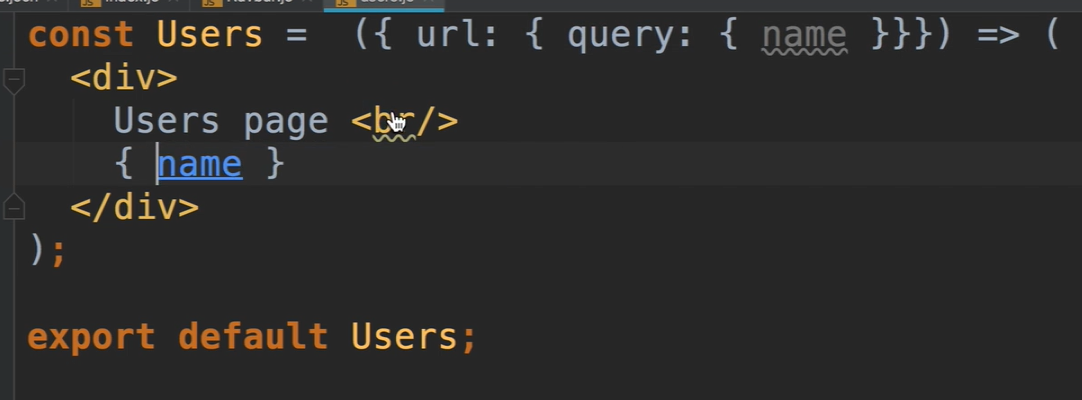 const Users =  ({ url: { query: { name }}}) => (
<div>
Users page <br/>
{ name }
</div>
);
export default Users;